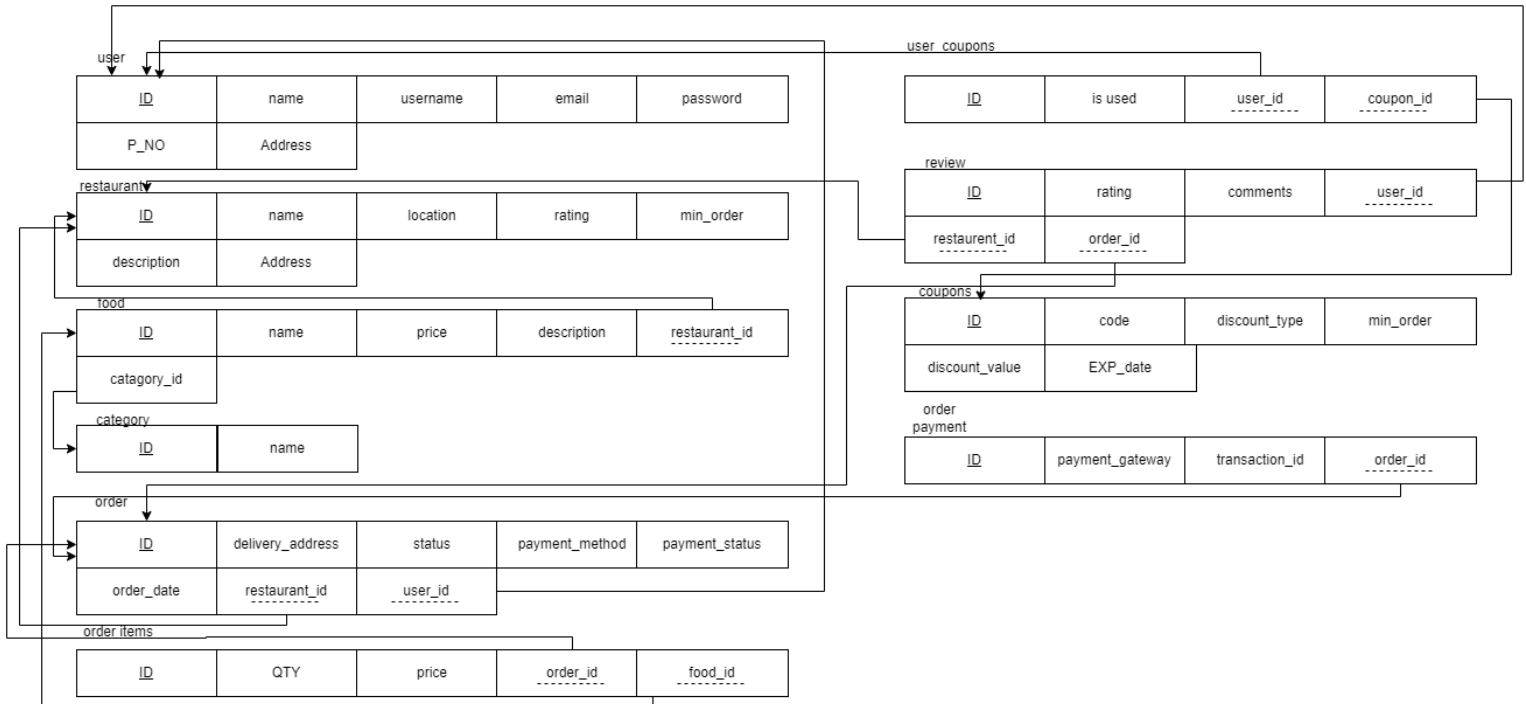 user
ID name username email password
P_NO Address
restaurant
ID name location rating min_order
description Address
food
ID name price description restaurant_id
catagory_id
category
ID name
order
ID delivery_address status payment_method payment_status
order_date restaurant_id user_id
order items
ID QTY price order_id food_id
user_coupons
ID is used user_id coupon_id
review
ID rating comments user_id
restaurent_id order_id
coupons
ID code discount_type min_order
discount_value EXP_date
order
payment
ID payment_gateway transaction_id order_id